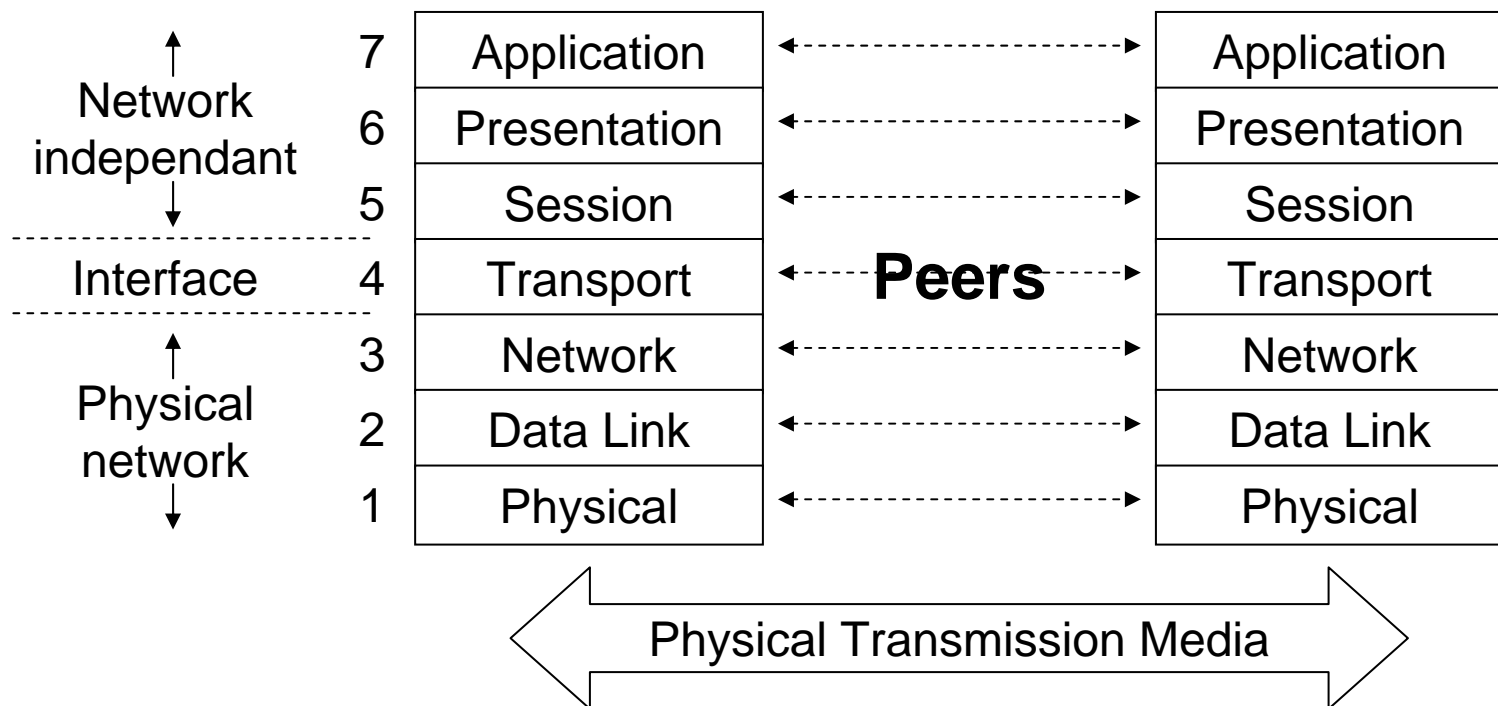 7 Application Application
Network
independant
6 Presentation Presentation
5 Session Session
Interface 4 Transport Peers Transport
3 Network Network
Physical
network
2 Data Link Data Link
1 Physical Physical
Physical Transmission Media